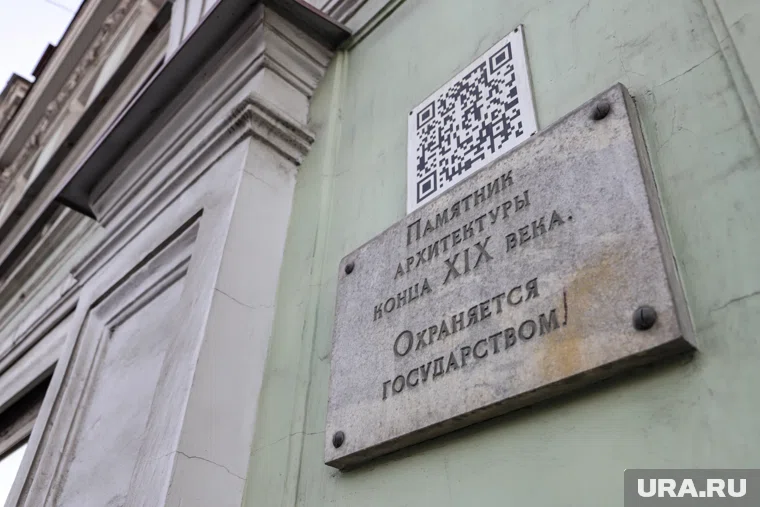 Памятник
архитектуры
конца XIX века.
Охраняется
государством!
URA.RU